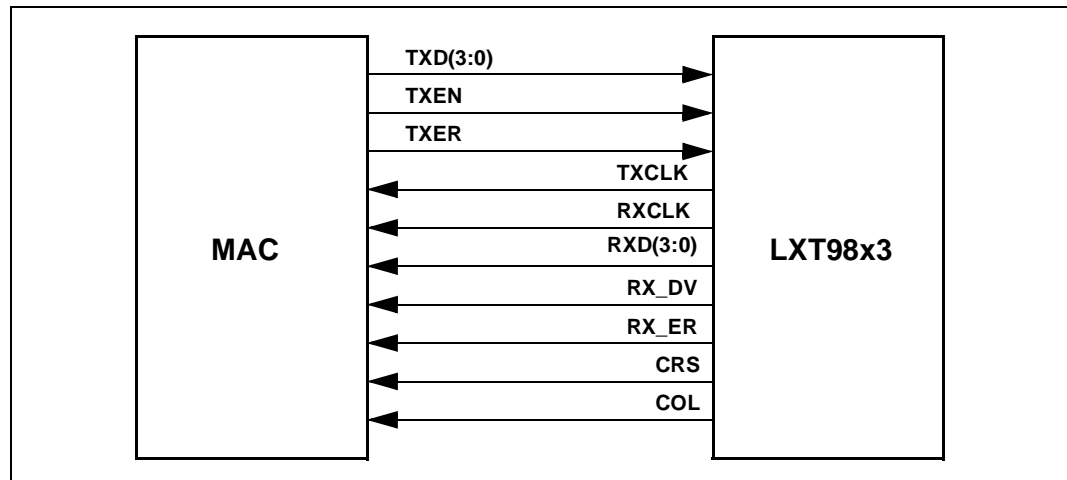 TXD(3:0)
TXEN
TXER
TXCLK
RXCLK
MAC
RXD(3:0)
LXT98x3
RX_DV
RX_ER
CRS
COL